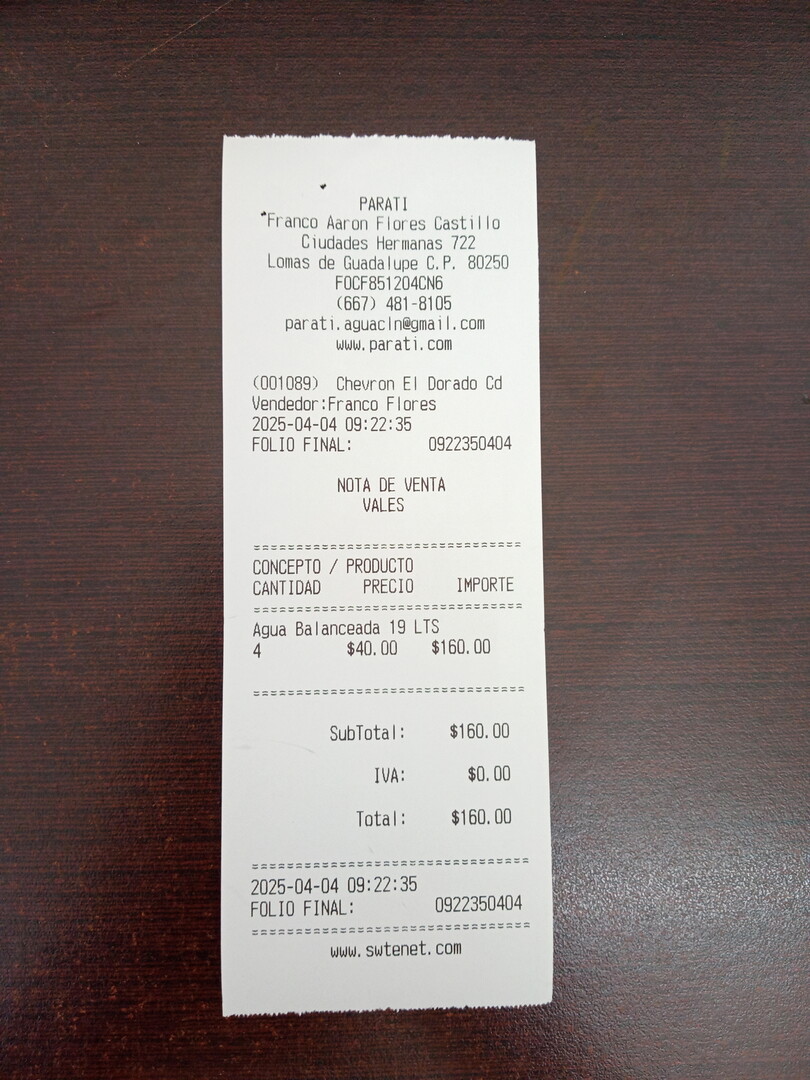 PARATI
Franco Aaron Flores Castillo
Ciudades Hermanas 722
Lomas de Guadalupe C.P. 80250
FOCF851204CN6
(667) 481-8105
parati.aguacln@gmail.com
www.parati.com
(001089) Chevron El Dorado Cd
Vendedor:Franco Flores
2025-04-04 09:22:35
FOLIO FINAL: 0922350404
NOTA DE VENTA
VALES
================================
CONCEPTO / PRODUCTO
CANTIDAD PRECIO IMPORTE
================================
Agua Balanceada 19 LTS
4 $40.00 $160.00
================================
SubTotal: $160.00
IVA: $0.00
Total: $160.00
================================
2025-04-04 09:22:35
FOLIO FINAL: 0922350404
================================
www.swtenet.com